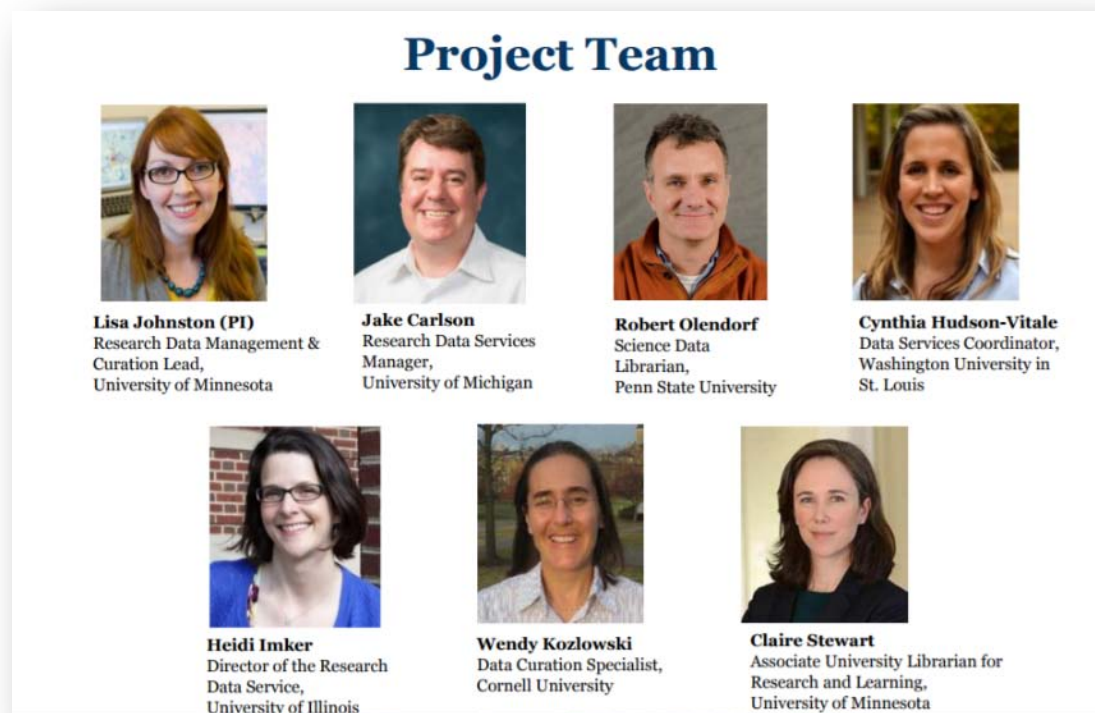 Project Team
Lisa Johnston (PI)
Research Data Management &
Curation Lead,
University of Minnesota
Jake Carlson
Research Data Services
Manager,
University of Michigan
Robert Olendorf
Science Data
Librarian,
Penn State University
Cynthia Hudson-Vitale
Data Services Coordinator,
Washington University in
St. Louis
Heidi Imker
Director of the Research
Data Service,
University of Illinois
Wendy Kozlowski
Data Curation Specialist,
Cornell University
Claire Stewart
Associate University Librarian for
Research and Learning,
University of Minnesota